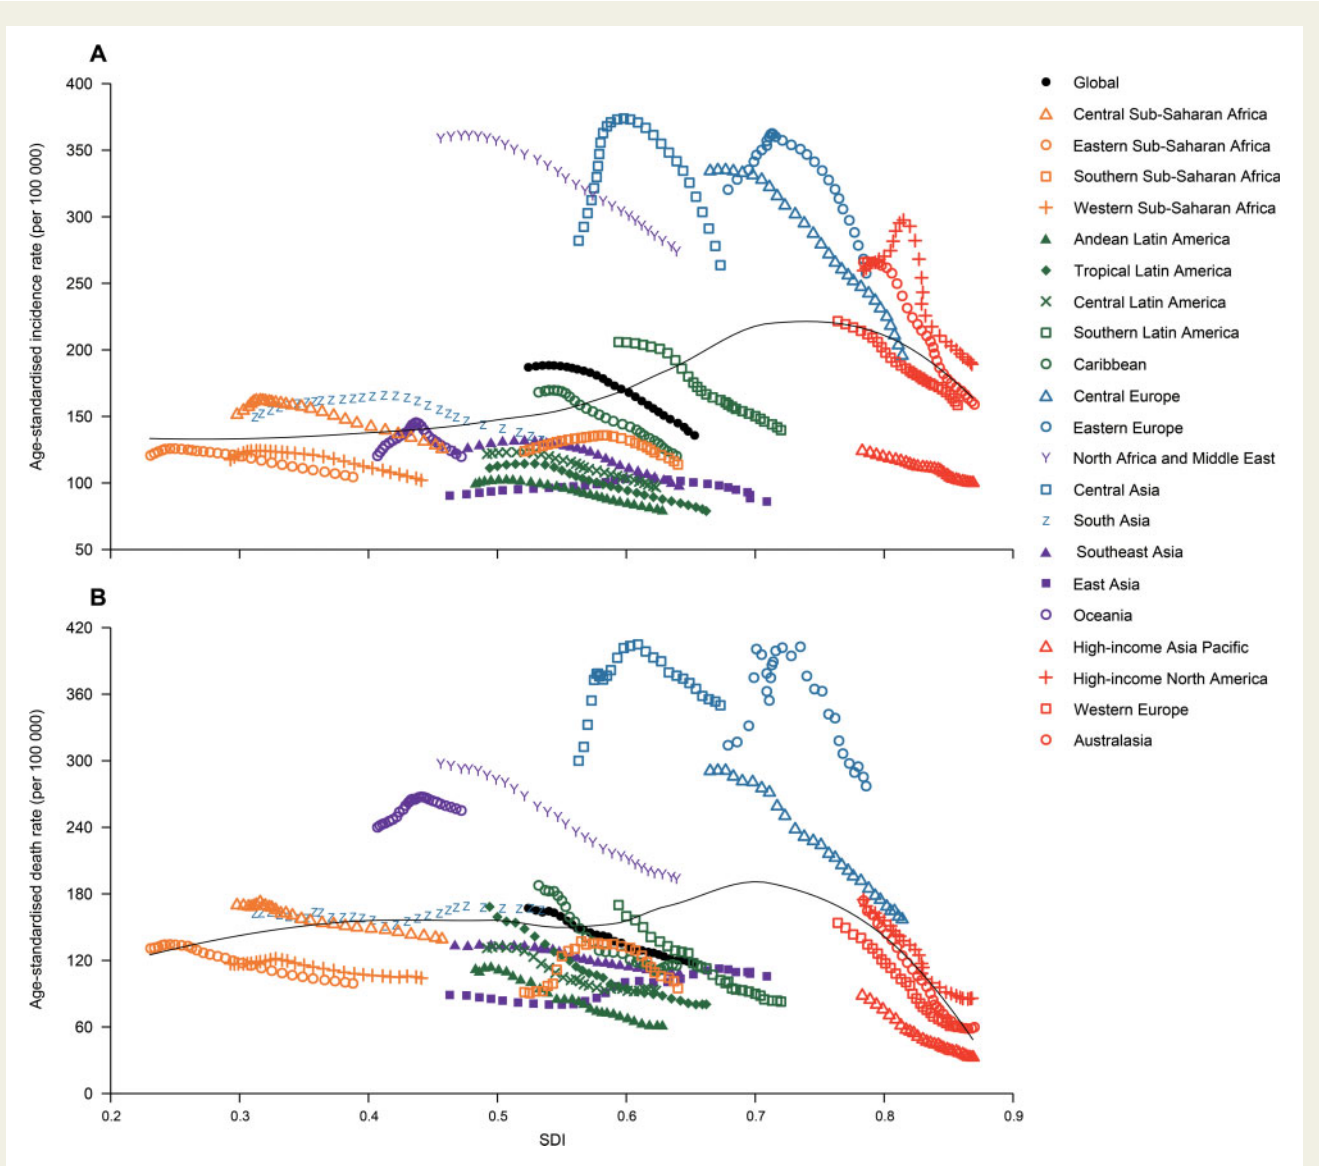 A
Age-standardised incidence rate (per 100 000)
400
350
300
250
200
150
100
50
B
Age-standardised death rate (per 100 000)
420
360
300
240
180
120
60
0
0.2 0.3 0.4 0.5 0.6 0.7 0.8 0.9
SDI
Global
Central Sub-Saharan Africa
Eastern Sub-Saharan Africa
Southern Sub-Saharan Africa
Western Sub-Saharan Africa
Andean Latin America
Tropical Latin America
Central Latin America
Southern Latin America
Caribbean
Central Europe
Eastern Europe
North Africa and Middle East
Central Asia
South Asia
Southeast Asia
East Asia
Oceania
High-income Asia Pacific
High-income North America
Western Europe
Australasia